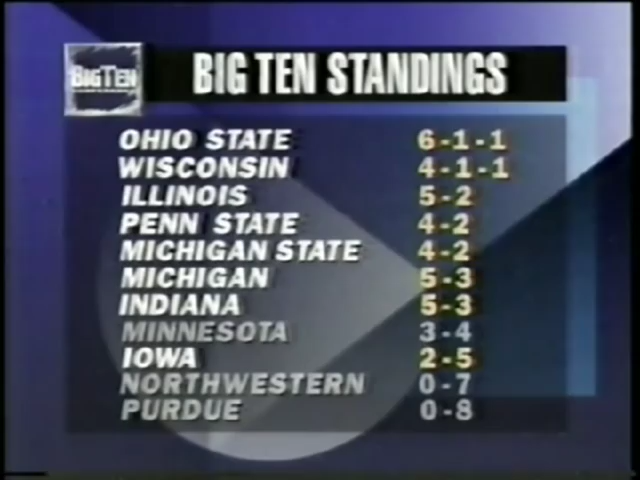 BIG TEN
BIG TEN STANDINGS
OHIO STATE 6-1-1
WISCONSIN 4-1-1
ILLINOIS 5-2
PENN STATE 4-2
MICHIGAN STATE 4-2
MICHIGAN 5-3
INDIANA 5-3
MINNESOTA 3-4
IOWA 2-5
NORTHWESTERN 0-7
PURDUE 0-8